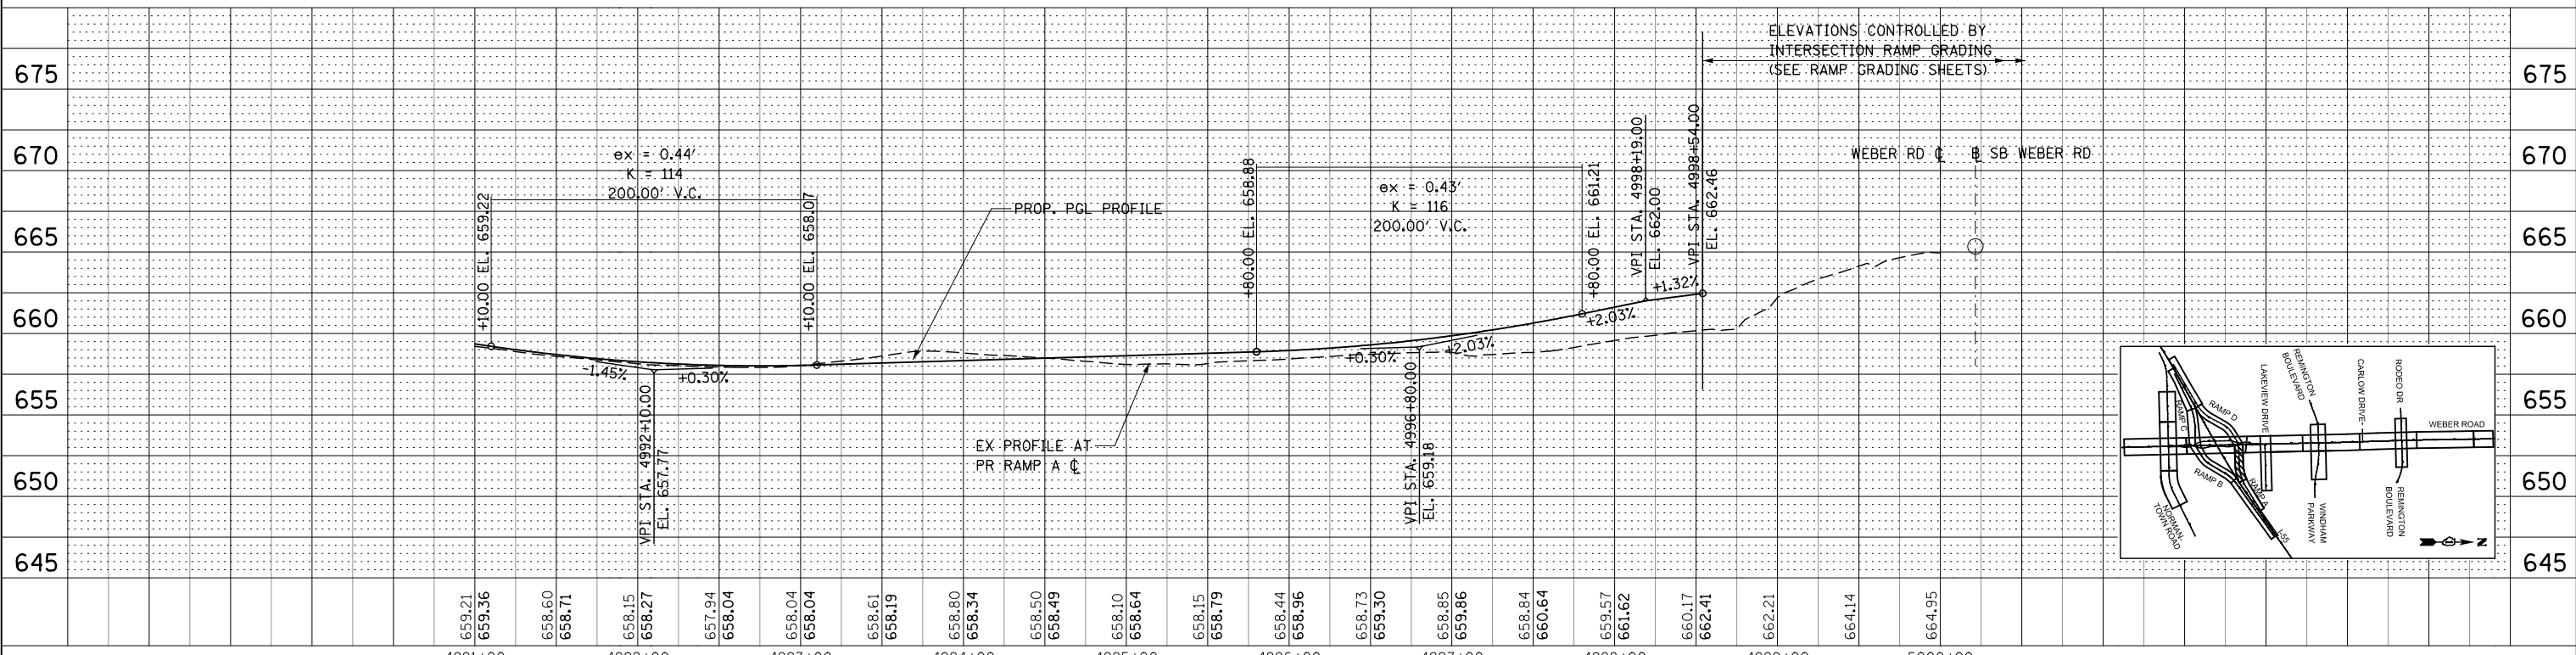 ELEVATIONS CONTROLLED BY
INTERSECTION RAMP GRADING
(SEE RAMP GRADING SHEETS)
675
675
670
670
665
665
660
660
655
655
650
650
645
645
ex = 0.44'
K = 114
200.00' V.C.
+10.00 EL. 659.22
+10.00 EL. 658.07
PROP. PGL PROFILE
+80.00 EL. 658.88
ex = 0.43'
K = 116
200.00' V.C.
+80.00 EL. 661.21
VPI STA. 4998+19.00
EL. 662.00
VPI STA. 4998+54.00
EL. 662.46
WEBER RD ℄
B SB WEBER RD
+1.32%
+2.03%
-1.45%
+0.30%
+0.30%
+2.03%
VPI STA. 4992+10.00
EL. 657.77
EX PROFILE AT
PR RAMP A ℄
VPI STA. 4996+80.00
EL. 659.18
RAMP C
RAMP D
LAKEVIEW DRIVE
REMINGTON
BOULEVARD
CARLOW DRIVE
RODEO DR
WEBER ROAD
RAMP B
RAMP A
I-55
NORMAN-
TOWN ROAD
WINDHAM
PARKWAY
REMINGTON
BOULEVARD
N
659.21
659.36
658.60
658.71
658.15
658.27
657.94
658.04
658.04
658.04
658.61
658.19
658.80
658.34
658.50
658.49
658.10
658.64
658.15
658.79
658.44
658.96
658.73
659.30
658.85
659.86
658.84
660.64
659.57
661.62
660.17
662.41
662.21
664.14
664.95